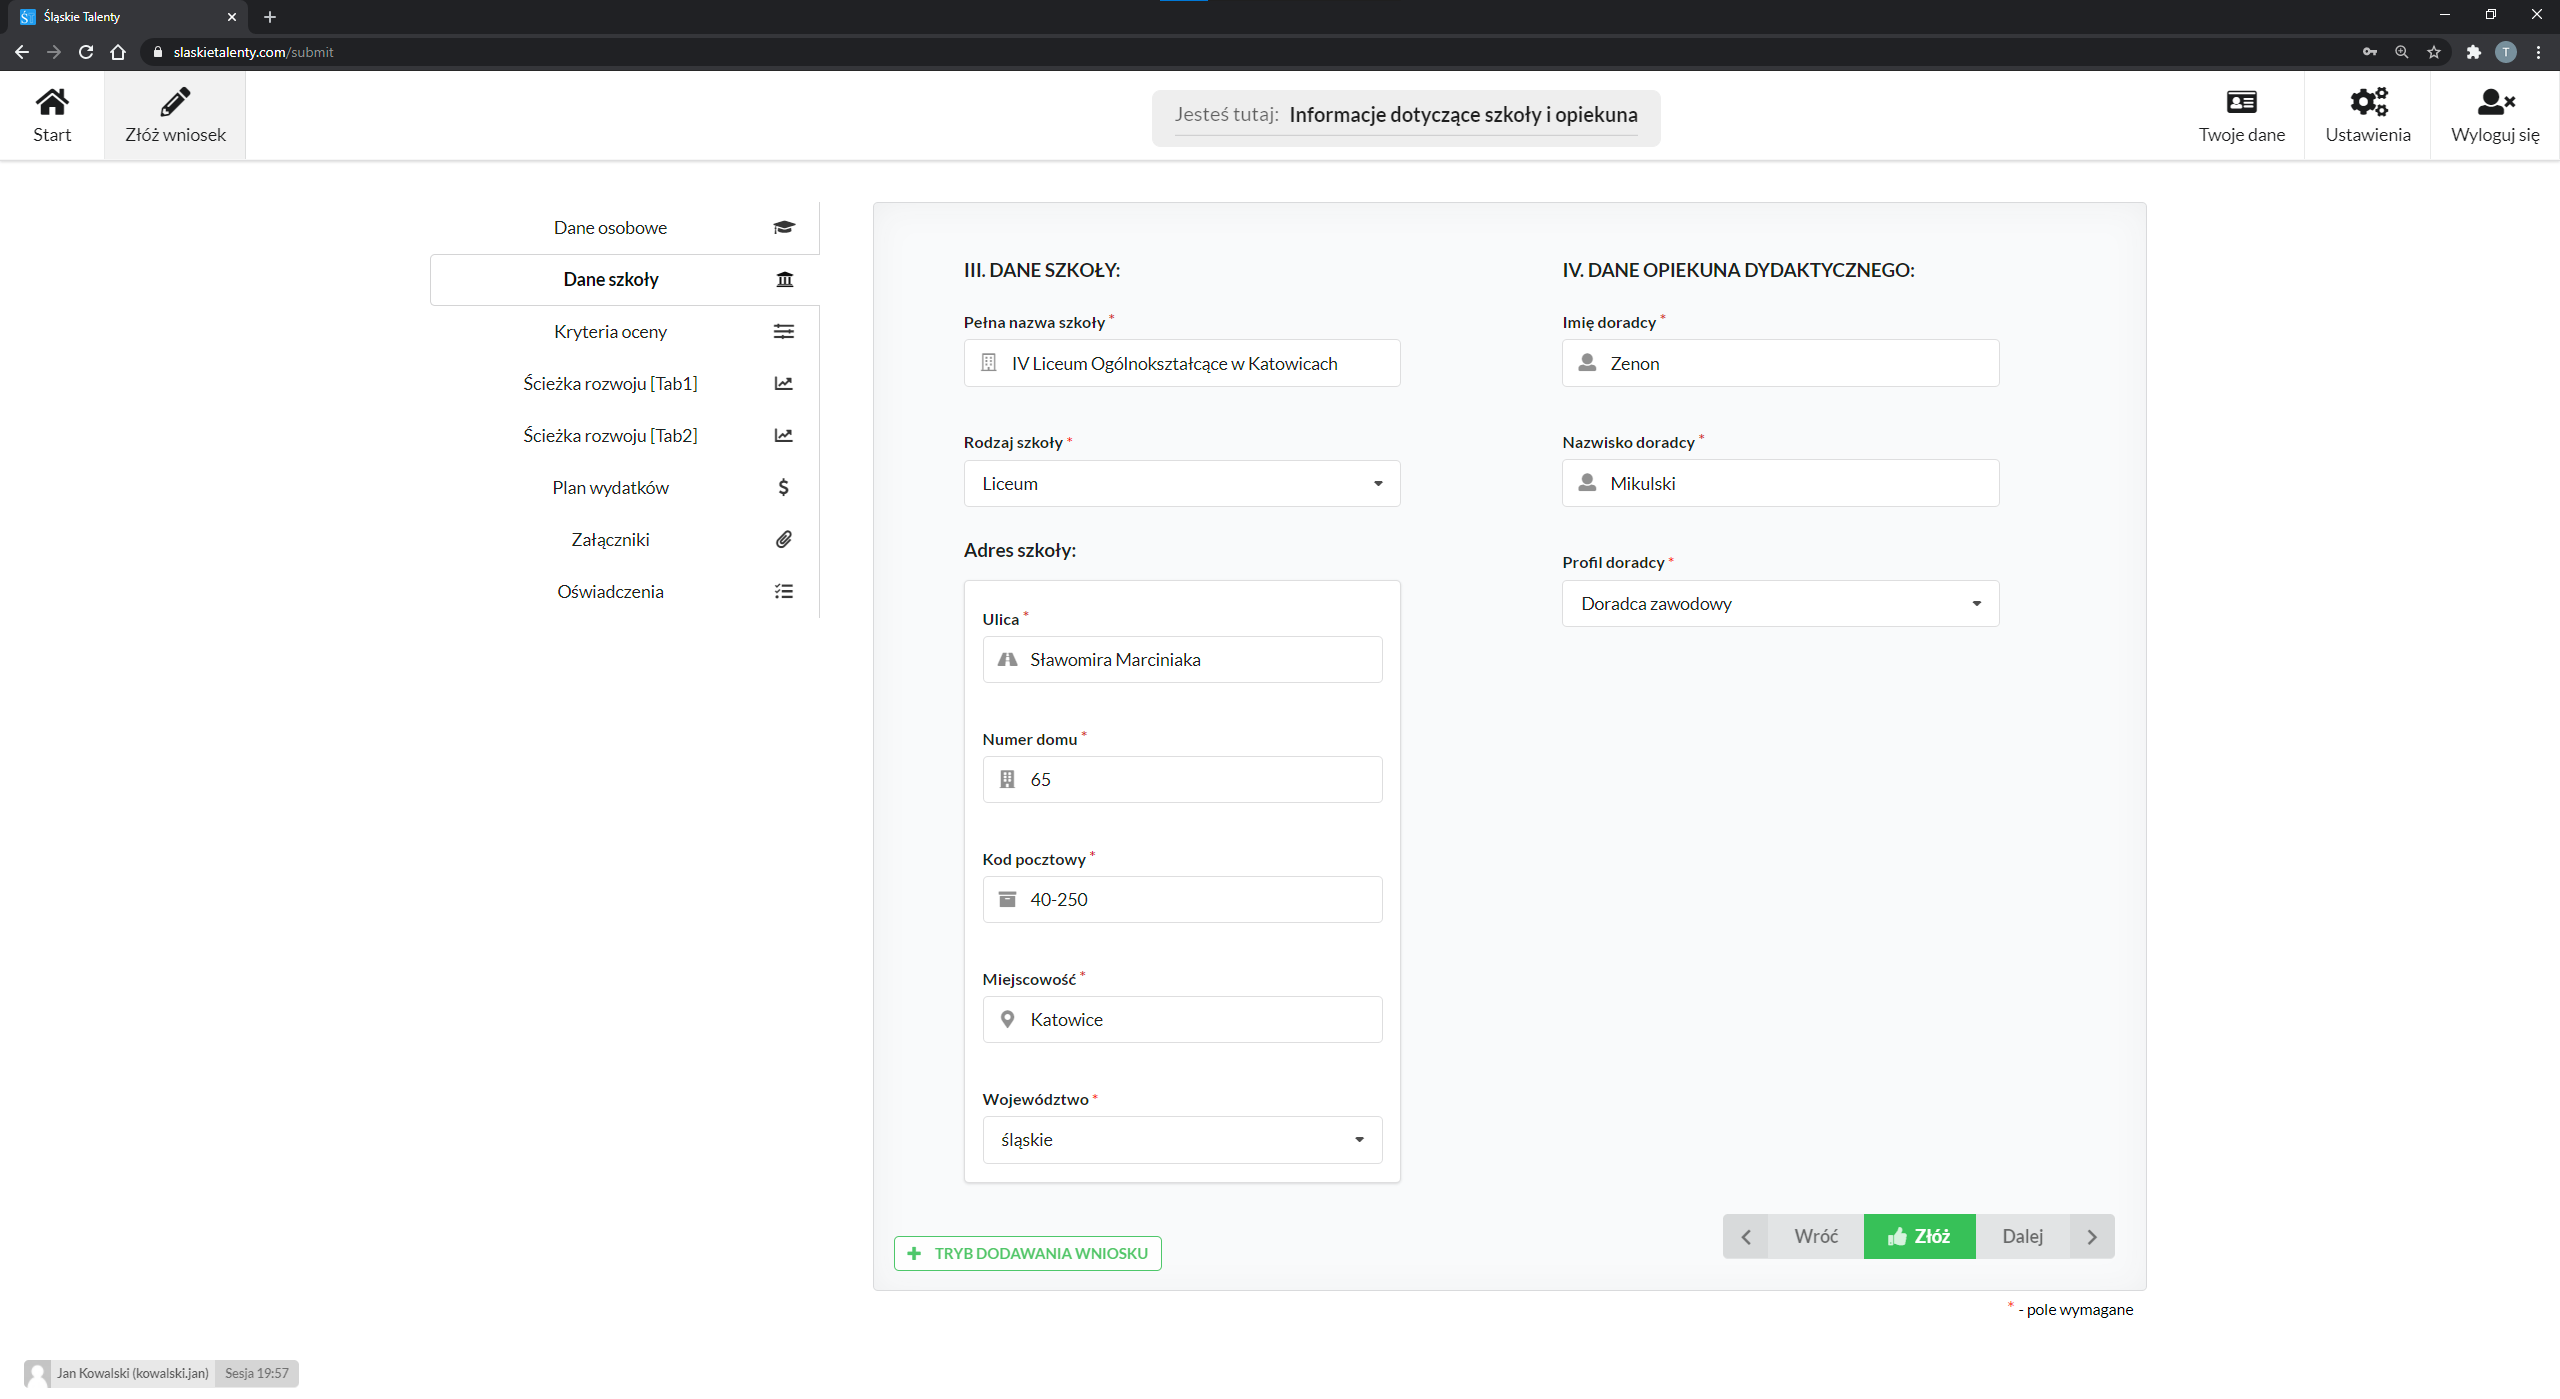 Śląskie Talenty
slaskietalenty.com/submit
T
Start
Złóż wniosek
Jesteś tutaj: Informacje dotyczące szkoły i opiekuna
Twoje dane
Ustawienia
Wyloguj się
Dane osobowe
Dane szkoły
Kryteria oceny
Ścieżka rozwoju [Tab1]
Ścieżka rozwoju [Tab2]
Plan wydatków
Załączniki
Oświadczenia
III. DANE SZKOŁY:
Pełna nazwa szkoły *
IV Liceum Ogólnokształcące w Katowicach
Rodzaj szkoły *
Liceum
Adres szkoły:
Ulica *
Sławomira Marciniaka
Numer domu *
65
Kod pocztowy *
40-250
Miejscowość *
Katowice
Województwo *
śląskie
IV. DANE OPIEKUNA DYDAKTYCZNEGO:
Imię doradcy *
Zenon
Nazwisko doradcy *
Mikulski
Profil doradcy *
Doradca zawodowy
TRYB DODAWANIA WNIOSKU
Wróć
Złóż
Dalej
* - pole wymagane
Jan Kowalski (kowalski.jan) Sesja 19:57